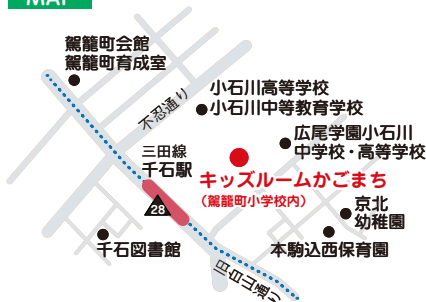 MAP
駕籠町会館
駕籠町育成室
小石川高等学校
小石川中等教育学校
不忍通り
広尾学園小石川
中学校・高等学校
三田線
千石駅
キッズルームかごまち
(駕籠町小学校内)
28
京北
幼稚園
千石図書館
本駒込西保育園
旧白山通り